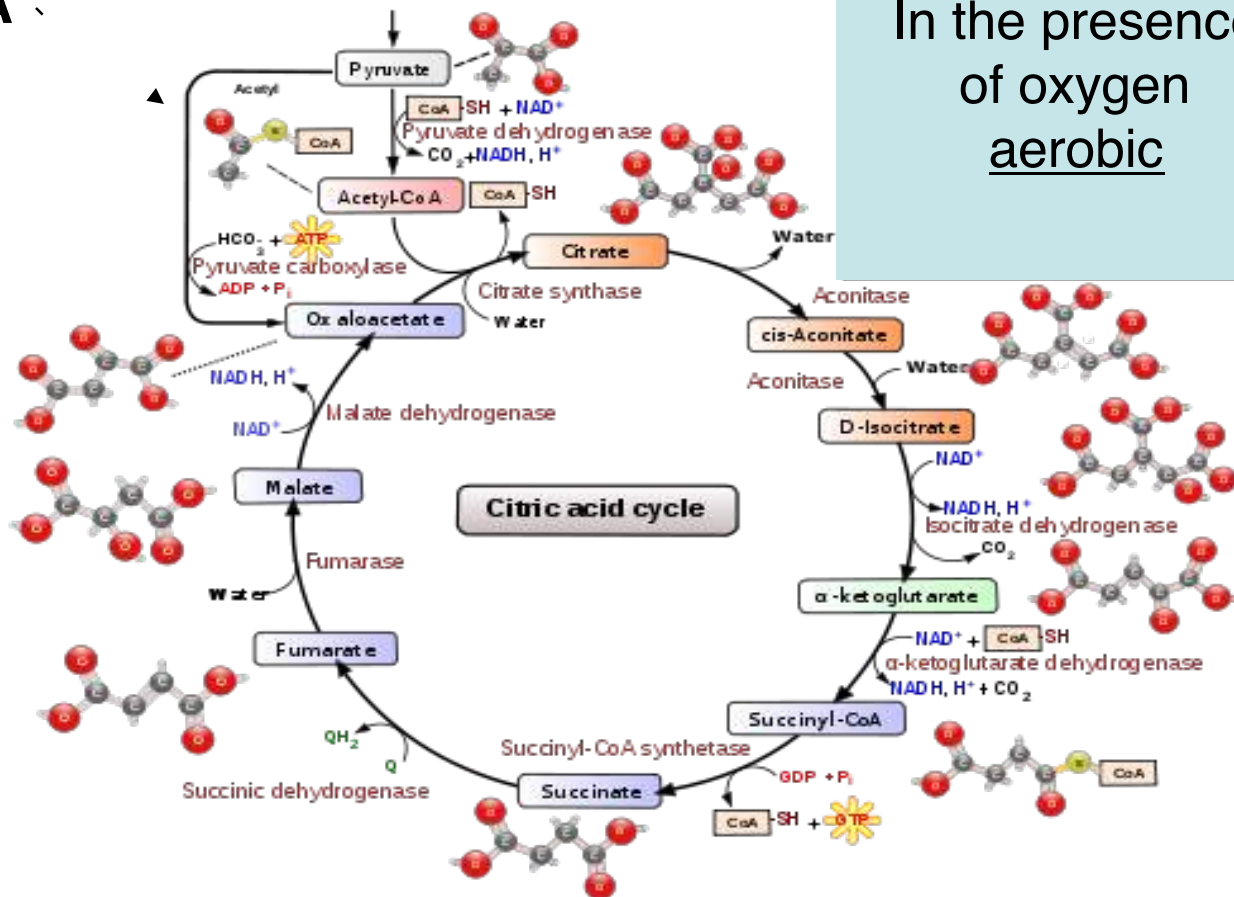 A
In the presence
of oxygen
aerobic
Pyruvate
Acetyl
CoA-SH + NAD⁺
Pyruvate dehydrogenase
CO₂+NADH, H⁺
CoA
Acetyl-CoA
CoA-SH
HCO₃⁻ + ATP
Pyruvate carboxylase
ADP + Pᵢ
Citrate
Water
Citrate synthase
Water
Oxaloacetate
Aconitase
cis-Aconitate
Water
Aconitase
D-Isocitrate
NAD⁺
NADH, H⁺
Isocitrate dehydrogenase
CO₂
α-ketoglutarate
NAD⁺ + CoA-SH
α-ketoglutarate dehydrogenase
NADH, H⁺ + CO₂
Succinyl-CoA
CoA
Succinyl-CoA synthetase
GDP + Pᵢ
CoA-SH + GTP
Succinate
QH₂
Q
Succinic dehydrogenase
Fumarate
Water
Fumarase
Malate
NADH, H⁺
NAD⁺
Malate dehydrogenase
Citric acid cycle